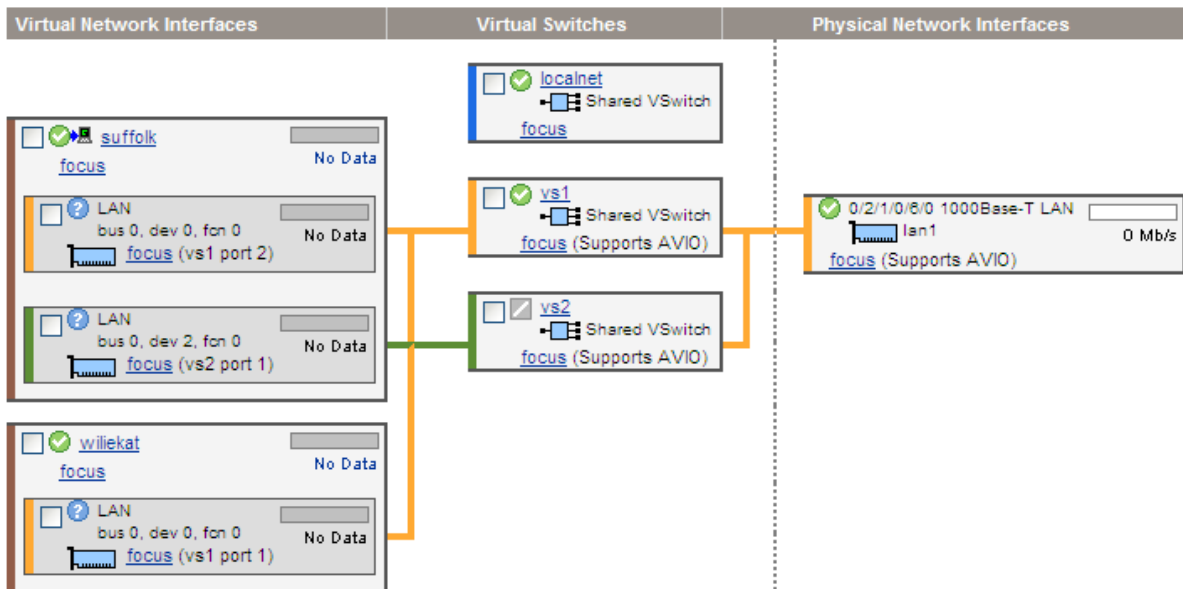 Virtual Network Interfaces Virtual Switches Physical Network Interfaces
suffolk
No Data
focus
LAN
bus 0, dev 0, fcn 0
No Data
focus (vs1 port 2)
LAN
bus 0, dev 2, fcn 0
No Data
focus (vs2 port 1)
wiliekat
No Data
focus
LAN
bus 0, dev 0, fcn 0
No Data
focus (vs1 port 1)
localnet
Shared VSwitch
focus
vs1
Shared VSwitch
focus (Supports AVIO)
vs2
Shared VSwitch
focus (Supports AVIO)
0/2/1/0/6/0 1000Base-T LAN
lan1
0 Mb/s
focus (Supports AVIO)